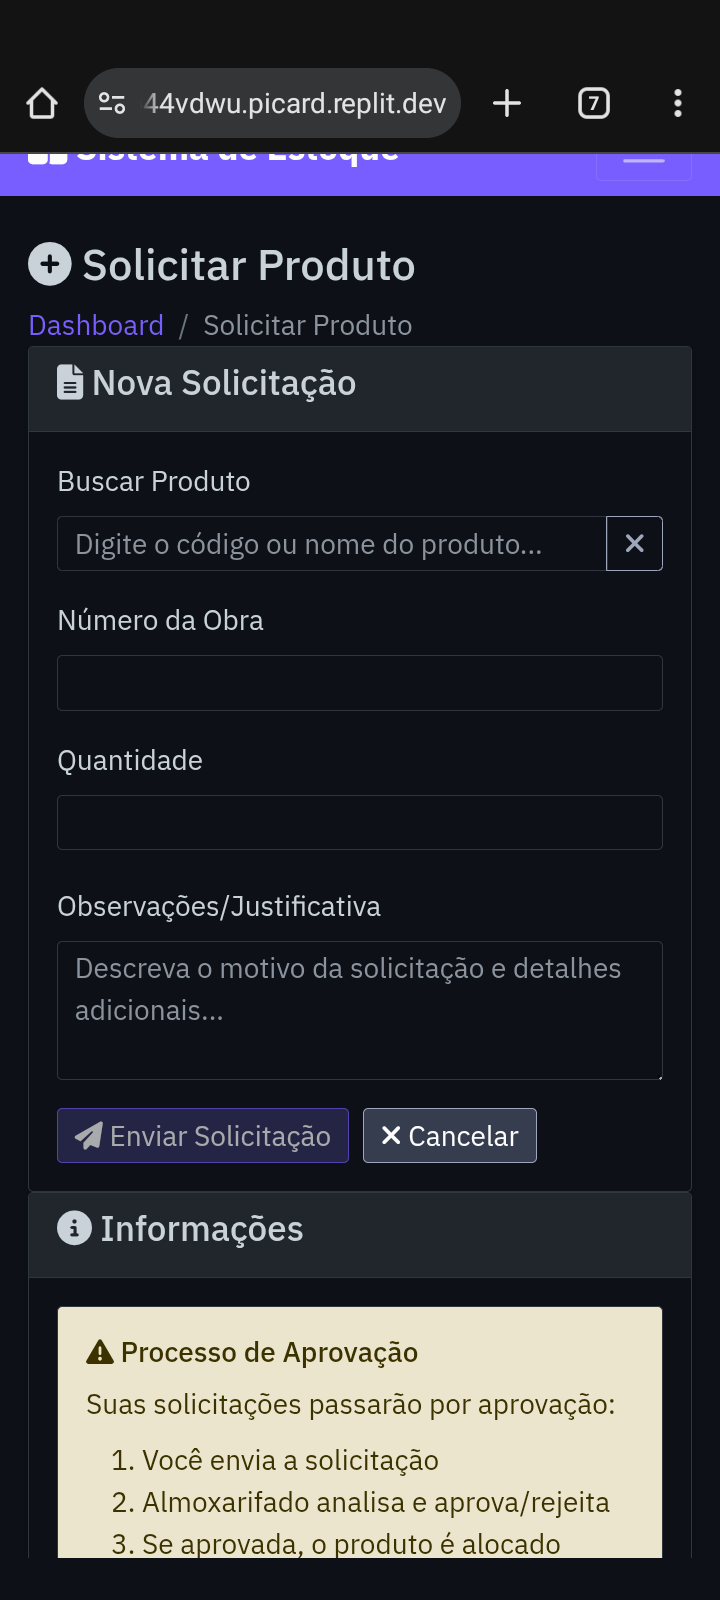 44vdwu.picard.replit.dev
7
Sistema de Estoque
Solicitar Produto
Dashboard / Solicitar Produto
Nova Solicitação
Buscar Produto
Digite o código ou nome do produto...
Número da Obra
Quantidade
Observações/Justificativa
Descreva o motivo da solicitação e detalhes
adicionais...
Enviar Solicitação
Cancelar
Informações
Processo de Aprovação
Suas solicitações passarão por aprovação:
1. Você envia a solicitação
2. Almoxarifado analisa e aprova/rejeita
3. Se aprovada, o produto é alocado